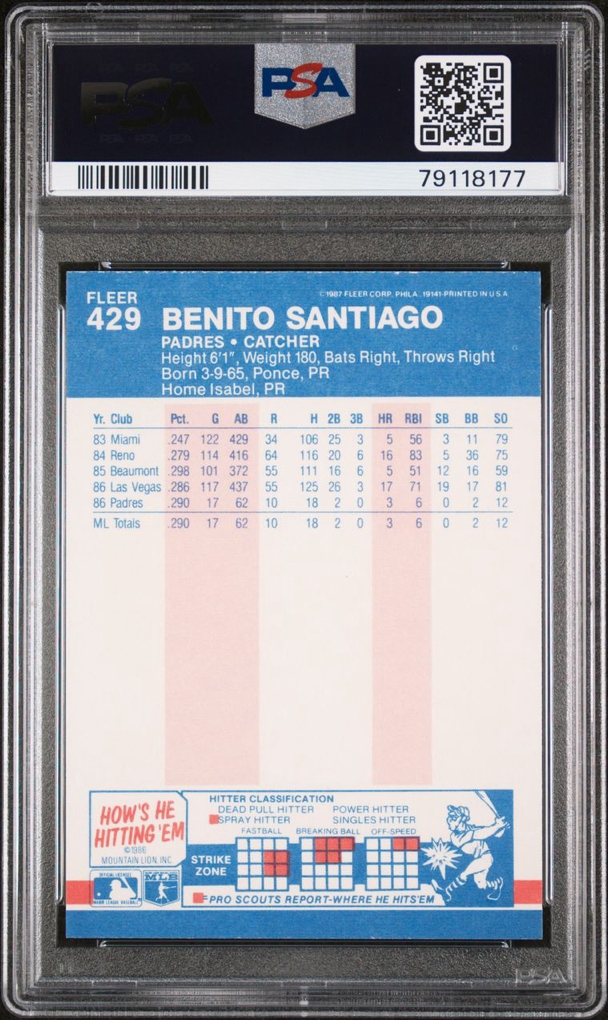 PSA
PSA
79118177
FLEER
429
©1987 FLEER CORP. PHILA. 19141-PRINTED IN U S A
BENITO SANTIAGO
PADRES • CATCHER
Height 6'1", Weight 180, Bats Right, Throws Right
Born 3-9-65, Ponce, PR
Home Isabel, PR
Yr. Club Pct. G AB R H 2B 3B HR RBI SB BB SO
83 Miami .247 122 429 34 106 25 3 5 56 3 11 79
84 Reno .279 114 416 64 116 20 6 16 83 5 36 75
85 Beaumont .298 101 372 55 111 16 6 5 51 12 16 59
86 Las Vegas .286 117 437 55 125 26 3 17 71 19 17 81
86 Padres .290 17 62 10 18 2 0 3 6 0 2 12
ML Totals .290 17 62 10 18 2 0 3 6 0 2 12
HOW'S HE
HITTING 'EM
©1986
MOUNTAIN LION, INC.
HITTER CLASSIFICATION
DEAD PULL HITTER POWER HITTER
SPRAY HITTER SINGLES HITTER
FASTBALL BREAKING BALL OFF-SPEED
STRIKE
ZONE
OFFICIAL LICENSEE
MAJOR LEAGUE BASEBALL
MLB
PRO SCOUTS REPORT-WHERE HE HITS 'EM
PSA